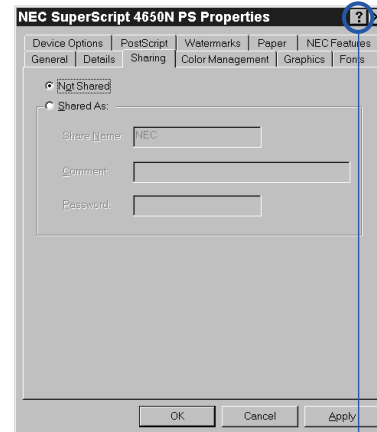 NEC SuperScript 4650N PS Properties ?
Device Options PostScript Watermarks Paper NEC Features
General Details Sharing Color Management Graphics Fonts
Not Shared
Shared As:
Share Name: NEC
Comment:
Password:
OK Cancel Apply